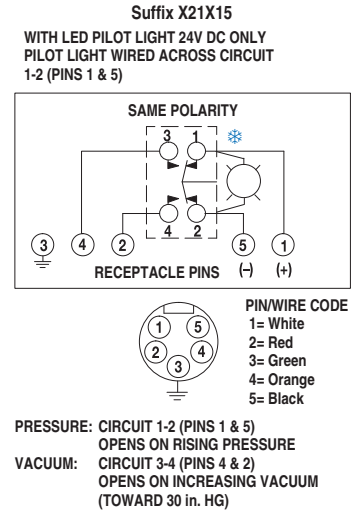 Suffix X21X15
WITH LED PILOT LIGHT 24V DC ONLY
PILOT LIGHT WIRED ACROSS CIRCUIT
1-2 (PINS 1 & 5)
SAME POLARITY
3 1
4 2
3 4 2 5 1
RECEPTACLE PINS (–) (+)
1 5
2 4
3
PIN/WIRE CODE
1= White
2= Red
3= Green
4= Orange
5= Black
PRESSURE: CIRCUIT 1-2 (PINS 1 & 5)
OPENS ON RISING PRESSURE
VACUUM: CIRCUIT 3-4 (PINS 4 & 2)
OPENS ON INCREASING VACUUM
(TOWARD 30 in. HG)